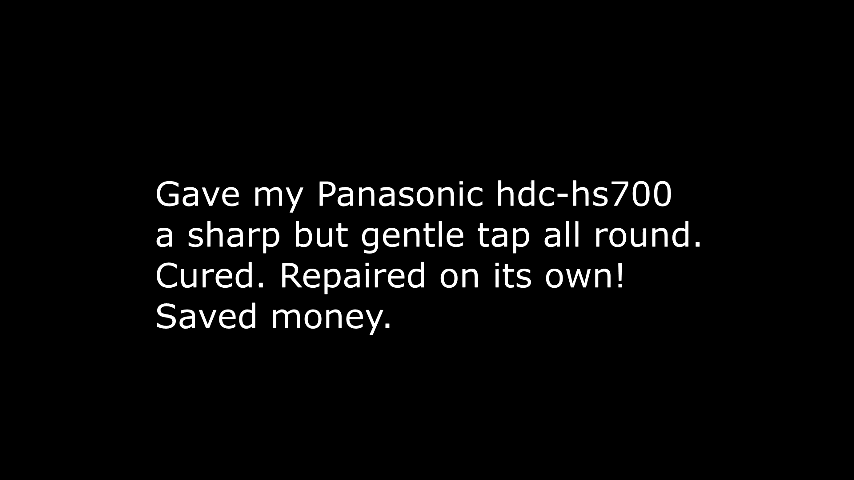 Gave my Panasonic hdc-hs700
a sharp but gentle tap all round.
Cured. Repaired on its own!
Saved money.